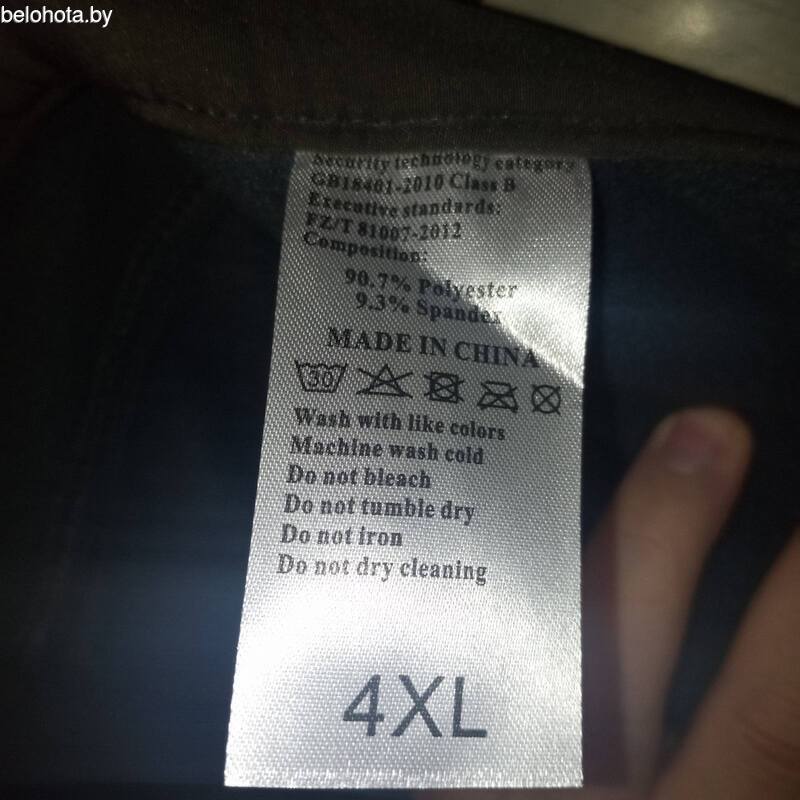 belohota.by
Security technology category
GB18401-2010 Class B
Executive standards:
FZ/T 81007-2012
Composition:
90.7% Polyester
9.3% Spandex
MADE IN CHINA
30
Wash with like colors
Machine wash cold
Do not bleach
Do not tumble dry
Do not iron
Do not dry cleaning
4XL